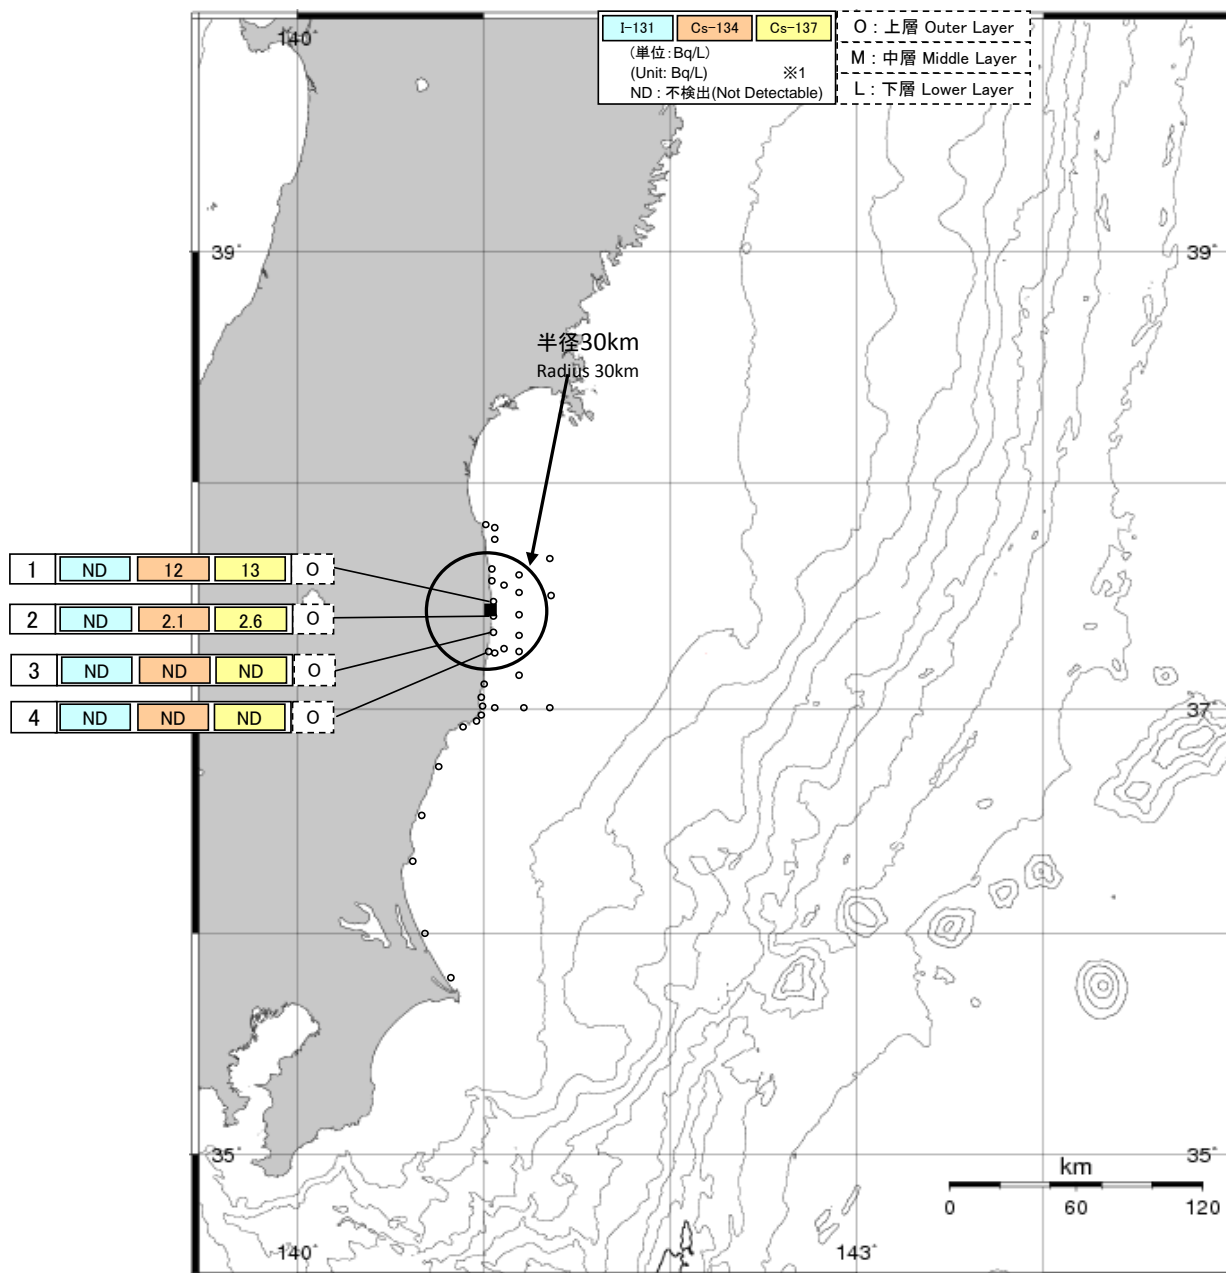 140°
I-131 Cs-134 Cs-137
(単位:Bq/L)
(Unit: Bq/L) ※1
ND : 不検出(Not Detectable)
O : 上層 Outer Layer
M : 中層 Middle Layer
L : 下層 Lower Layer
39° 39°
半径30km
Radius 30km
1 ND 12 13 O
2 ND 2.1 2.6 O
3 ND ND ND O
4 ND ND ND O
37°
35° 35°
km
0 60 120
140° 143°